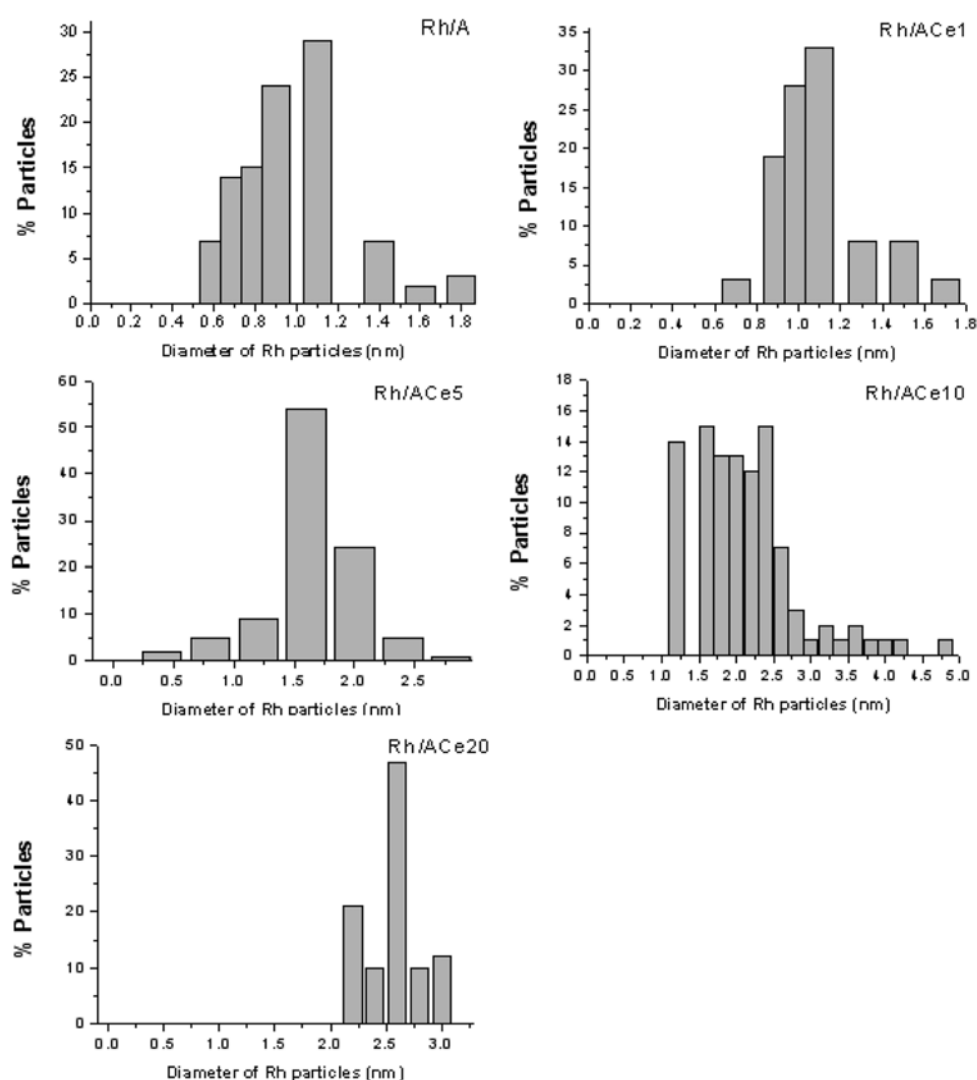 Rh/A
30
25
20
15
10
5
0
% Particles
0.0 0.2 0.4 0.6 0.8 1.0 1.2 1.4 1.6 1.8
Diameter of Rh particles (nm)
Rh/ACe1
35
30
25
20
15
10
5
0
% Particles
0.0 0.2 0.4 0.6 0.8 1.0 1.2 1.4 1.6 1.8
Diameter of Rh particles (nm)
Rh/ACe5
60
50
40
30
20
10
0
% Particles
0.0 0.5 1.0 1.5 2.0 2.5
Diameter of Rh particles (nm)
Rh/ACe10
18
16
14
12
10
8
6
4
2
0
% Particles
0.0 0.5 1.0 1.5 2.0 2.5 3.0 3.5 4.0 4.5 5.0
Diameter of Rh particles (nm)
Rh/ACe20
50
40
30
20
10
0
% Particles
0.0 0.5 1.0 1.5 2.0 2.5 3.0
Diameter of Rh particles (nm)